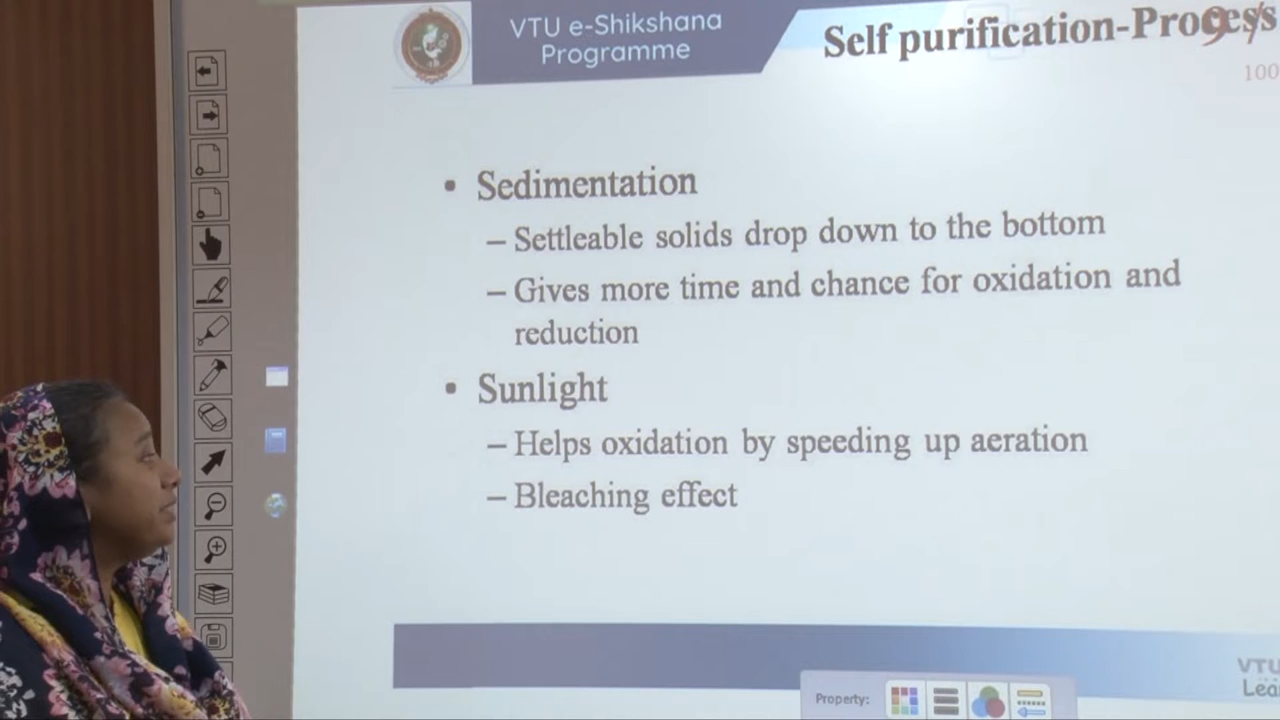 VTU e-Shikshana
Programme
Self purification-Process
9/
100
• Sedimentation
– Settleable solids drop down to the bottom
– Gives more time and chance for oxidation and
reduction
• Sunlight
– Helps oxidation by speeding up aeration
– Bleaching effect
VTU
Lea
Property: